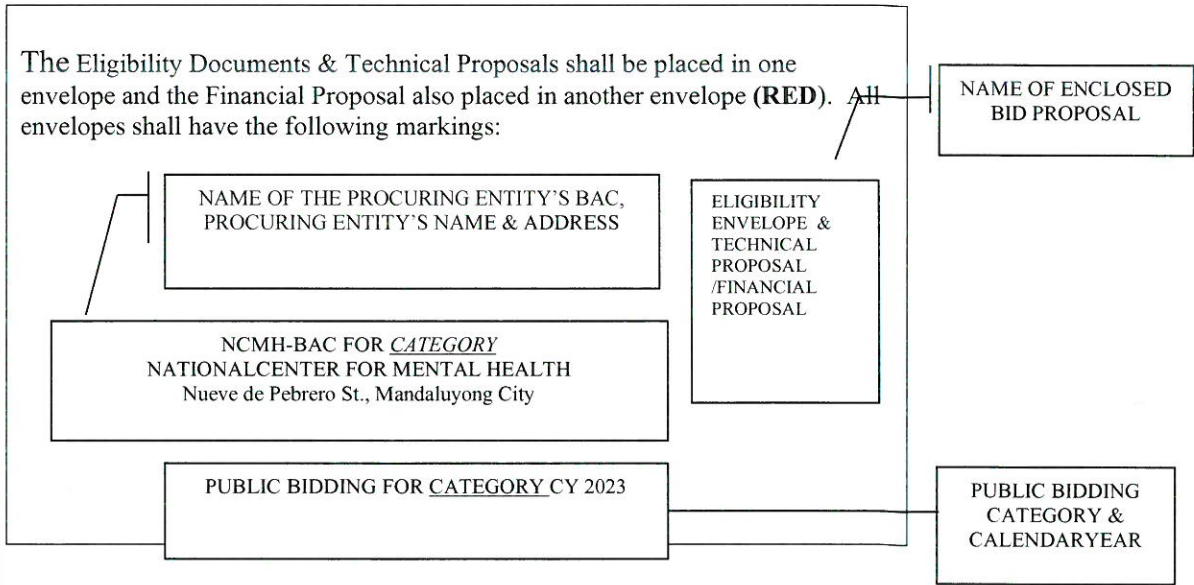 The Eligibility Documents & Technical Proposals shall be placed in one
envelope and the Financial Proposal also placed in another envelope (RED). All
envelopes shall have the following markings:
NAME OF ENCLOSED
BID PROPOSAL
NAME OF THE PROCURING ENTITY'S BAC,
PROCURING ENTITY'S NAME & ADDRESS
ELIGIBILITY
ENVELOPE &
TECHNICAL
PROPOSAL
/FINANCIAL
PROPOSAL
NCMH-BAC FOR CATEGORY
NATIONALCENTER FOR MENTAL HEALTH
Nueve de Pebrero St., Mandaluyong City
PUBLIC BIDDING FOR CATEGORY CY 2023
PUBLIC BIDDING
CATEGORY &
CALENDARYEAR